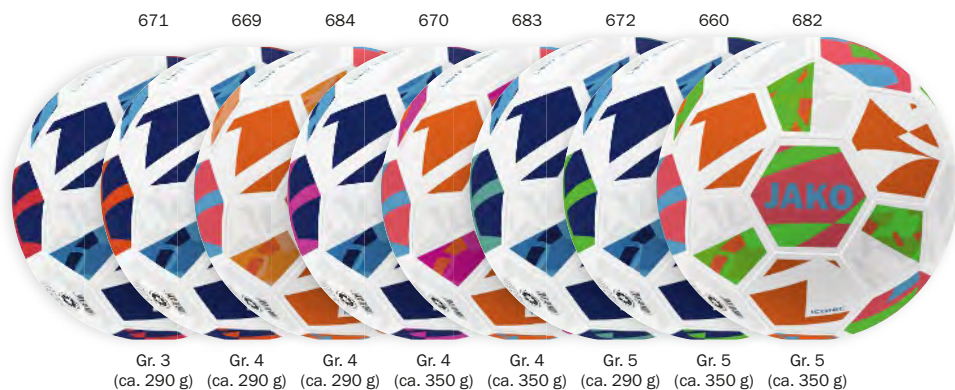 671 669 684 670 683 672 660 682
JAKO
ICONIC
Gr. 3 Gr. 4 Gr. 4 Gr. 4 Gr. 4 Gr. 5 Gr. 5 Gr. 5
(ca. 290 g) (ca. 290 g) (ca. 290 g) (ca. 350 g) (ca. 350 g) (ca. 290 g) (ca. 350 g) (ca. 350 g)